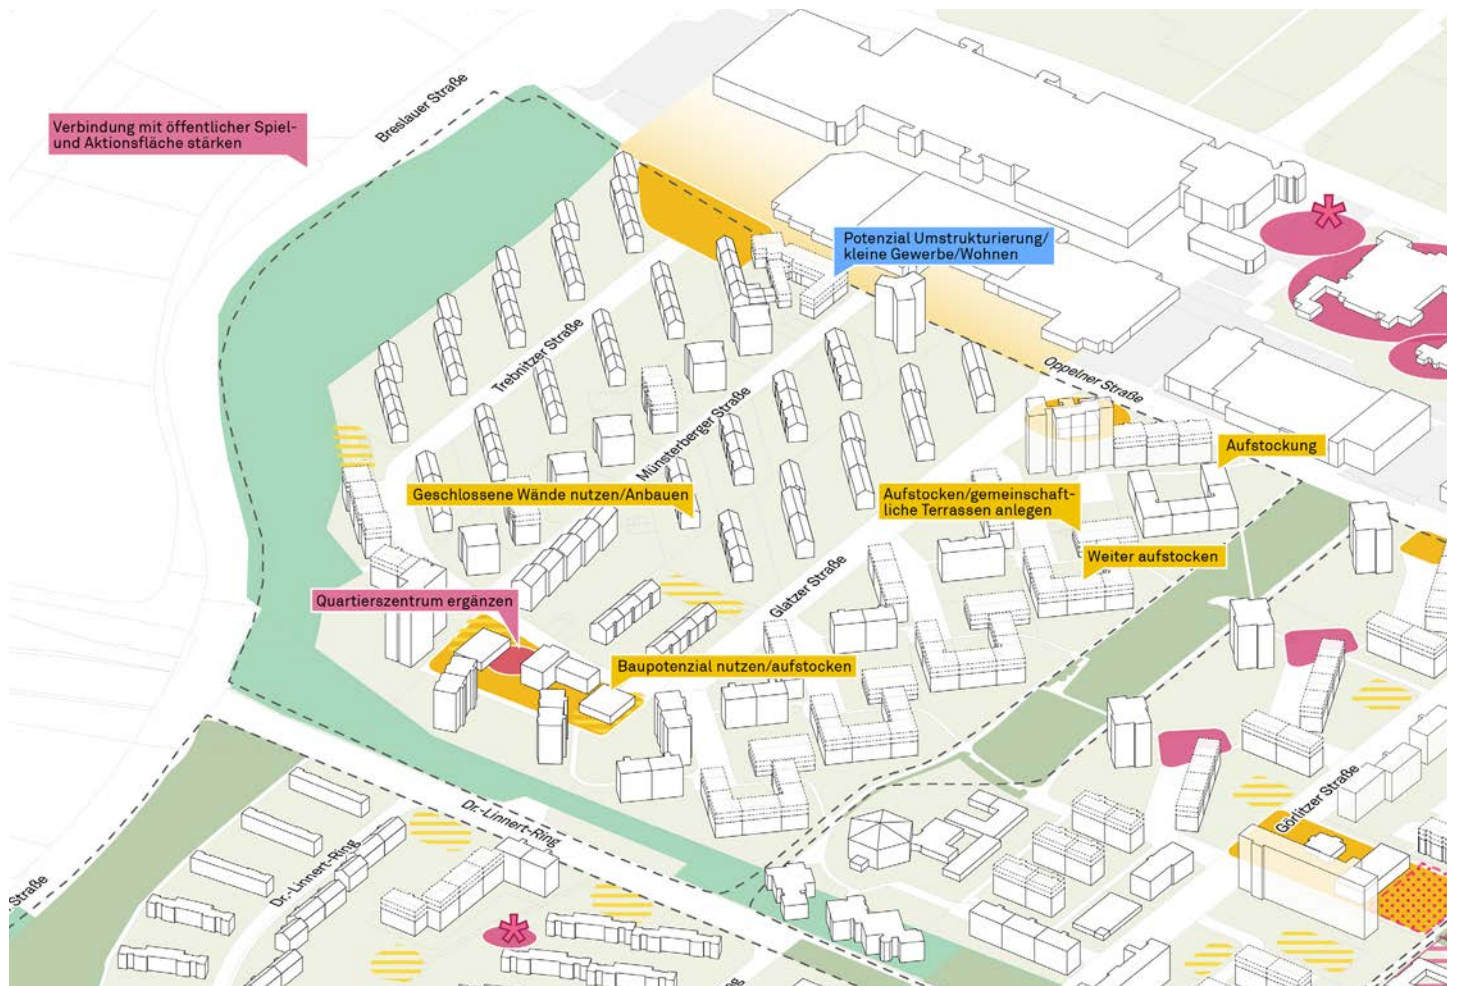 Breslauer Straße
Verbindung mit öffentlicher Spiel-
und Aktionsfläche stärken
Potenzial Umstrukturierung/
kleine Gewerbe/Wohnen
Trebnitzer Straße
Oppelner Straße
Münsterberger Straße
Aufstockung
Geschlossene Wände nutzen/Anbauen
Aufstocken/gemeinschaft-
liche Terrassen anlegen
Weiter aufstocken
Glatzer Straße
Quartierszentrum ergänzen
Baupotenzial nutzen/aufstocken
Görlitzer Straße
Dr.-Linnert-Ring
Dr.-Linnert-Ring
Straße